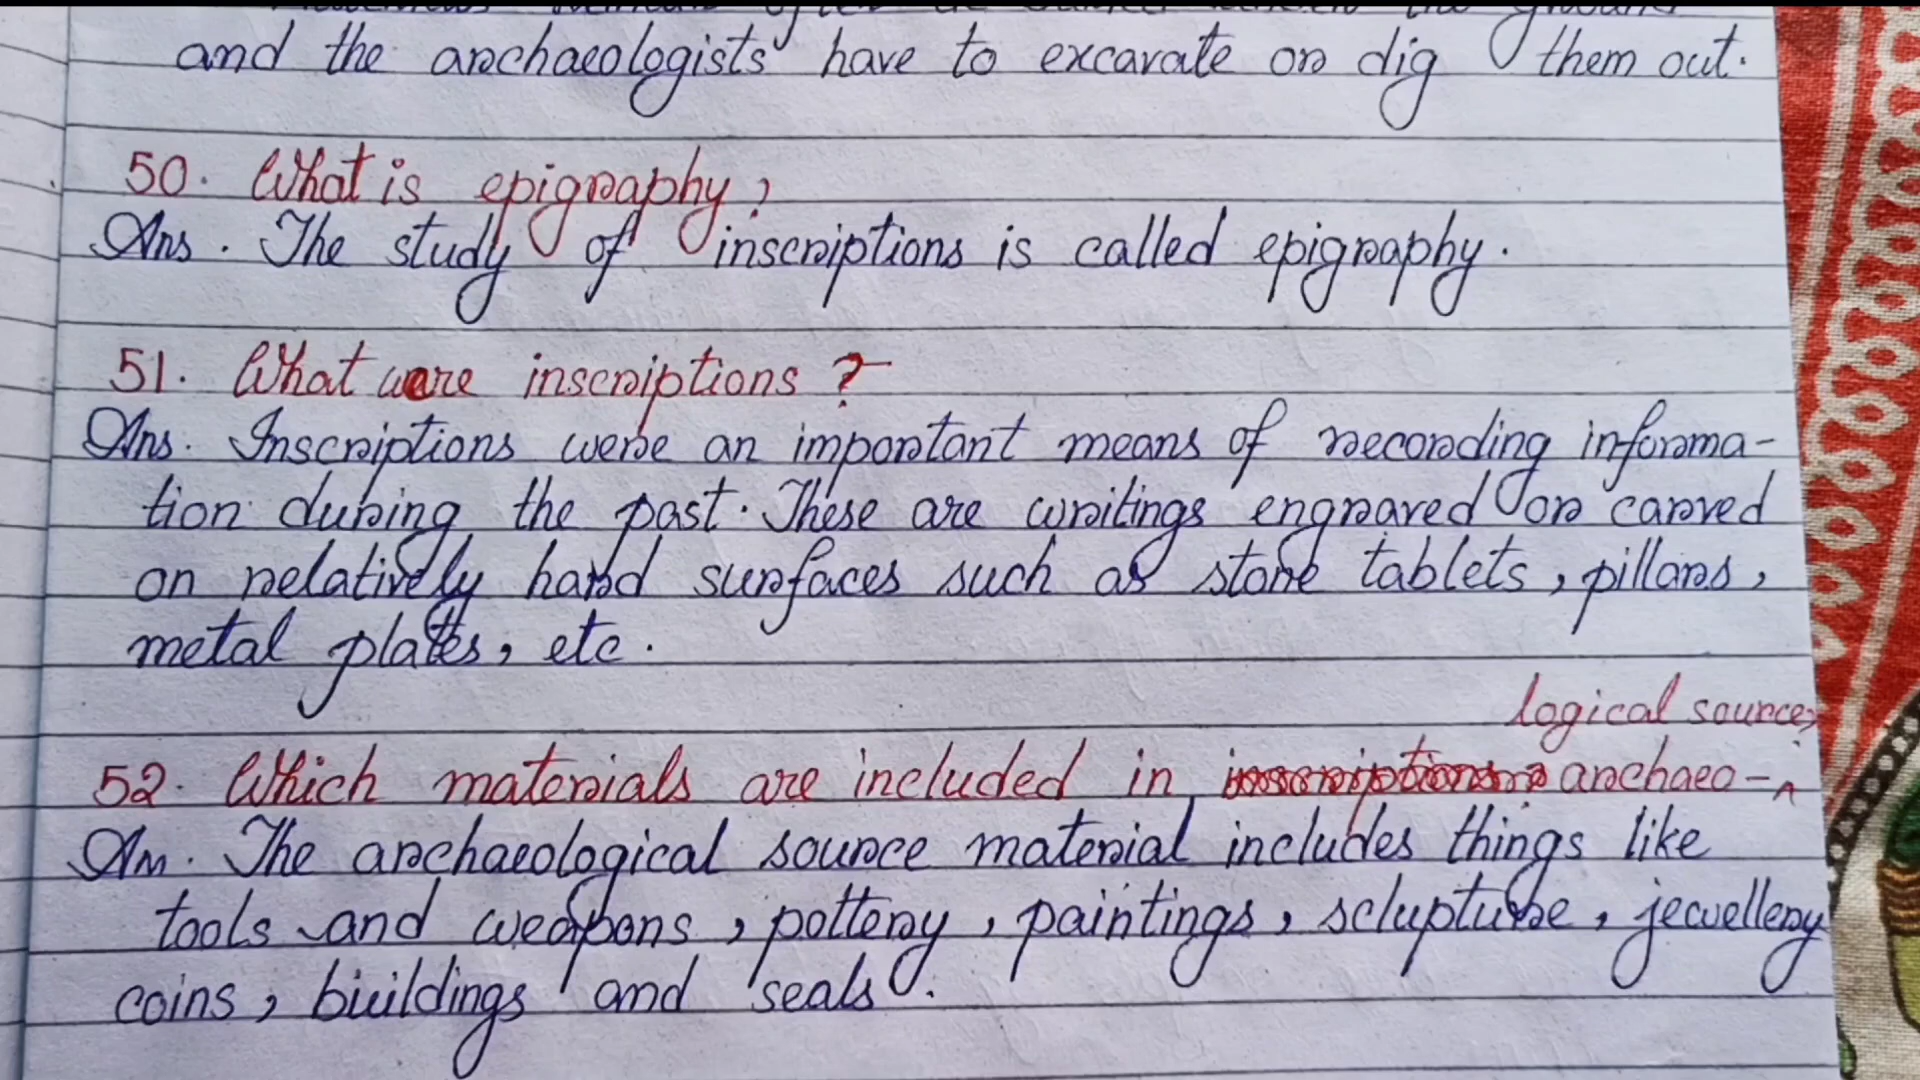 and the archaeologists have to excavate or dig them out.
50. What is epigraphy?
Ans. The study of inscriptions is called epigraphy.
51. What are inscriptions?
Ans. Inscriptions were an important means of recording informa-
tion during the past. These are writings engraved or carved
on relatively hard surfaces such as stone tablets, pillars,
metal plates, etc.
logical sources
52. Which materials are included in inscriptions? archaeo-^
Ans. The archaeological source material includes things like
tools and weapons, pottery, paintings, sclupture, jewellery
coins, buildings and seals.